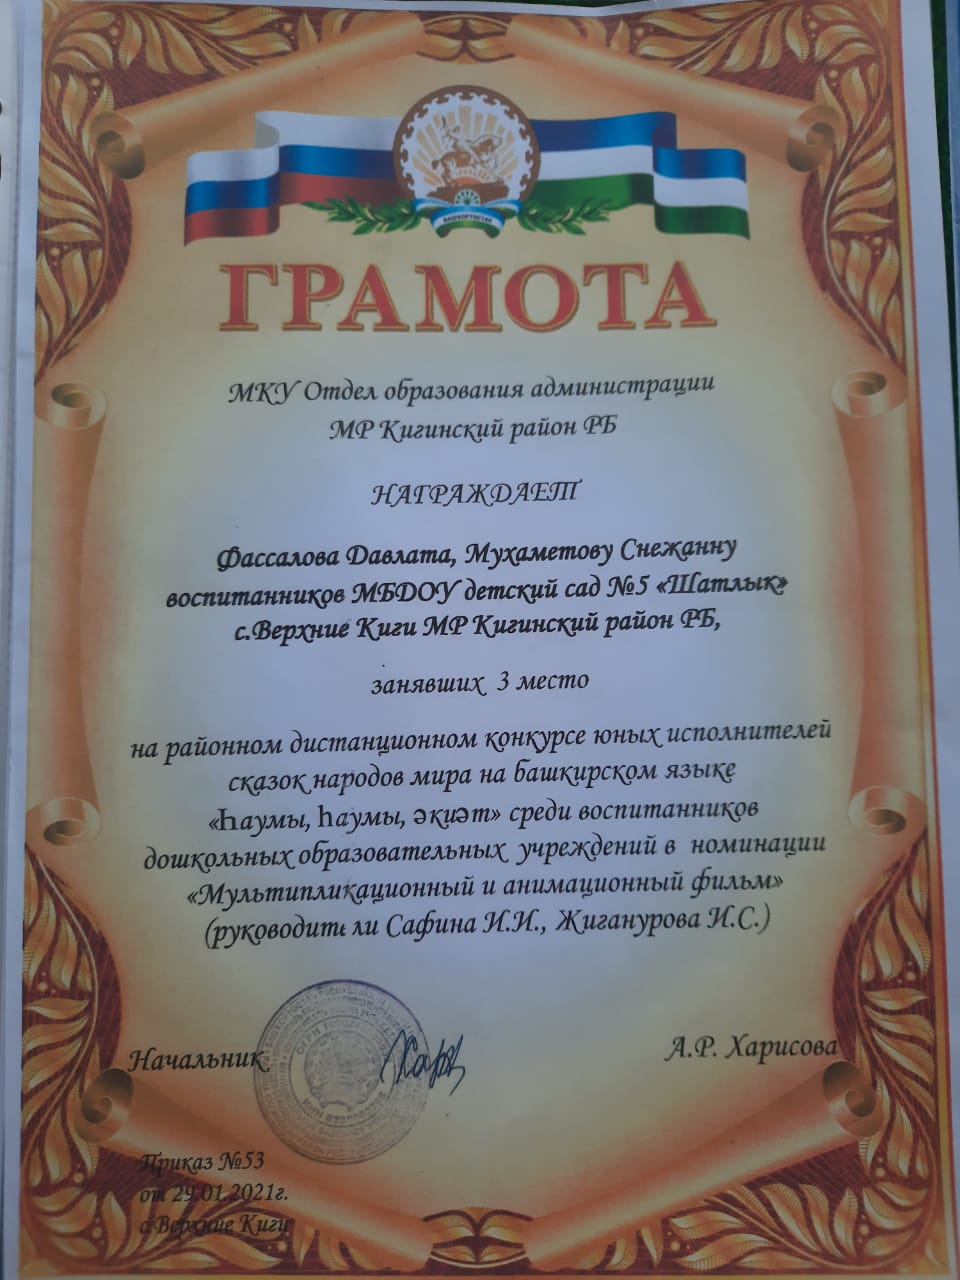 БАШКОРТОСТАН
ГРАМОТА
МКУ Отдел образования администрации
МР Кигинский район РБ
НАГРАЖДАЕТ
Фассалова Давлата, Мухаметову Снежанну
воспитанников МБДОУ детский сад №5 «Шатлык»
с.Верхние Киги МР Кигинский район РБ,
занявших 3 место
на районном дистанционном конкурсе юных исполнителей
сказок народов мира на башкирском языке
«Һаумы, һаумы, әкиәт» среди воспитанников
дошкольных образовательных учреждений в номинации
«Мультипликационный и анимационный фильм»
(руководители Сафина И.И., Жиганурова И.С.)
Начальник
А.Р. Харисова
ОГРН
ИНН
Приказ №53
от 29.01.2021г.
с.Верхние Киги